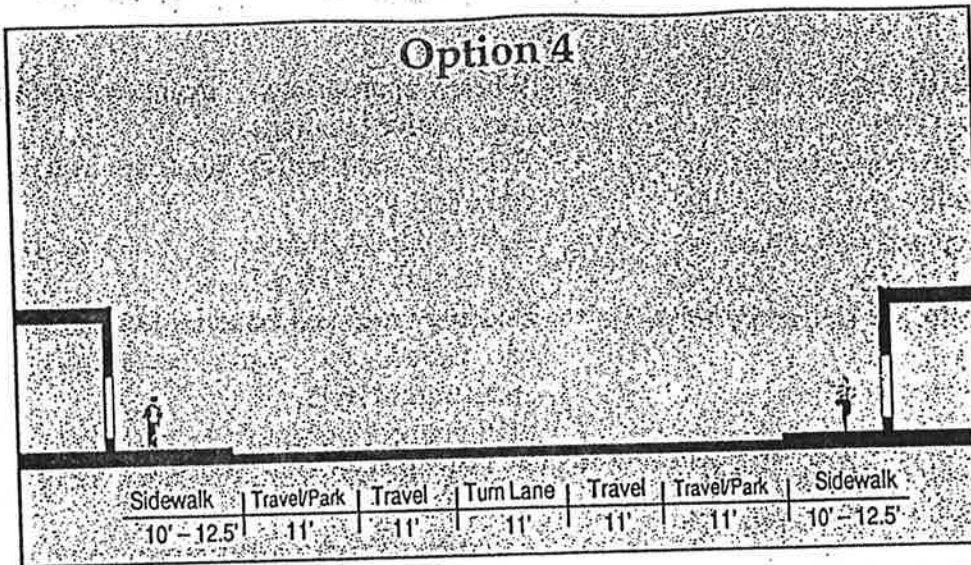 Option 4
Sidewalk Travel/Park Travel Turn Lane Travel Travel/Park Sidewalk
10' – 12.5' 11' 11' 11' 11' 11' 10' – 12.5'